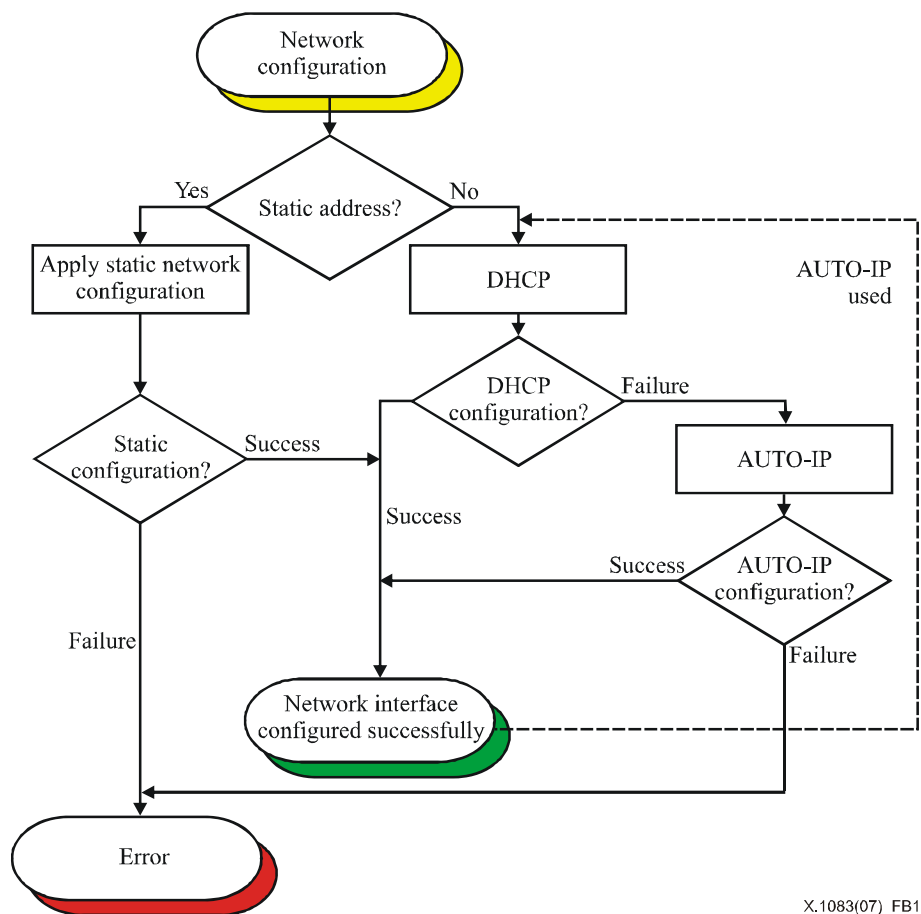 Network
configuration
Yes
Static address?
No
Apply static network
configuration
DHCP
AUTO-IP
used
DHCP
configuration?
Failure
Static
configuration?
Success
AUTO-IP
Success
Success
AUTO-IP
configuration?
Failure
Failure
Network interface
configured successfully
Error
X.1083(07)_FB1